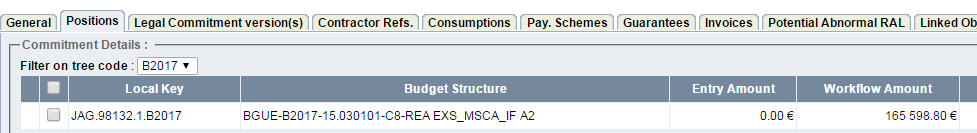 General Positions Legal Commitment version(s) Contractor Refs. Consumptions Pay. Schemes Guarantees Invoices Potential Abnormal RAL Linked Ob
Commitment Details :
Filter on tree code : B2017
Local Key Budget Structure Entry Amount Workflow Amount
JAG.98132.1.B2017 BGUE-B2017-15.030101-C8-REA EXS_MSCA_IF A2 0.00 € 165 598.80 €